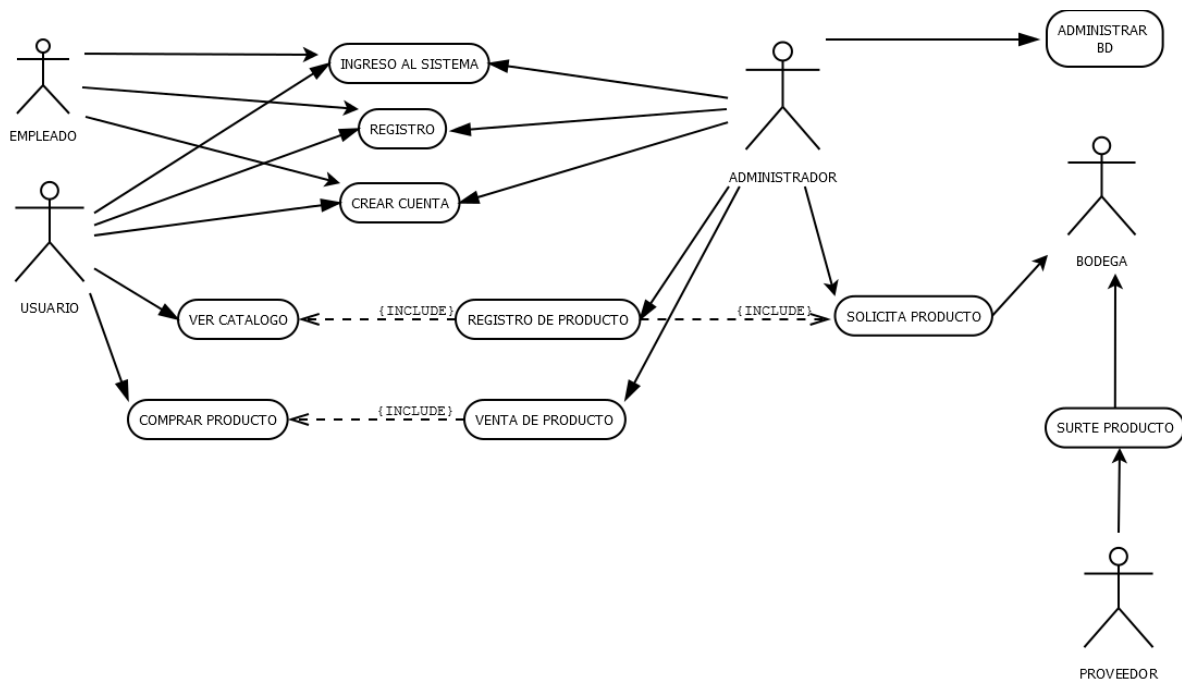 ADMINISTRAR
BD
INGRESO AL SISTEMA
EMPLEADO
REGISTRO
ADMINISTRADOR
CREAR CUENTA
BODEGA
USUARIO
VER CATALOGO
{INCLUDE}
REGISTRO DE PRODUCTO
{INCLUDE}
SOLICITA PRODUCTO
COMPRAR PRODUCTO
{INCLUDE}
VENTA DE PRODUCTO
SURTE PRODUCTO
PROVEEDOR